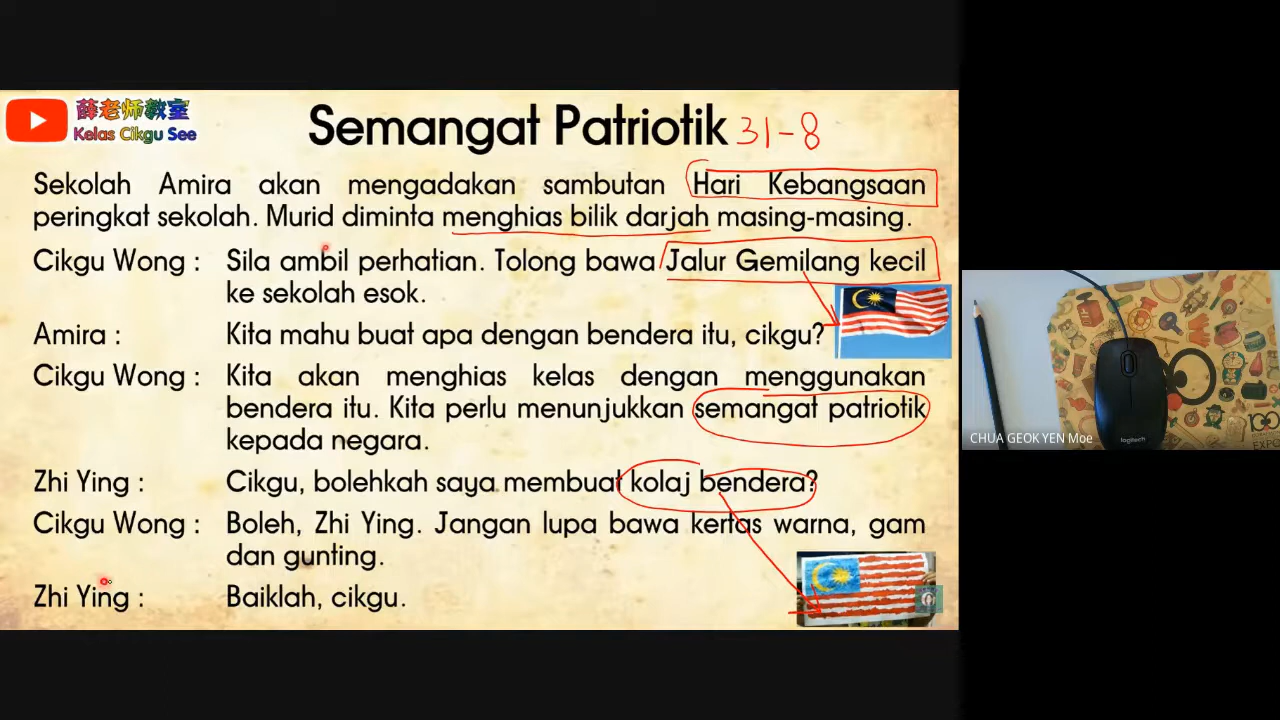 薛老师教室
Kelas Cikgu See
Semangat Patriotik 31-8
Sekolah Amira akan mengadakan sambutan Hari Kebangsaan
peringkat sekolah. Murid diminta menghias bilik darjah masing-masing.
Cikgu Wong : Sila ambil perhatian. Tolong bawa Jalur Gemilang kecil
ke sekolah esok.
Amira : Kita mahu buat apa dengan bendera itu, cikgu?
Cikgu Wong : Kita akan menghias kelas dengan menggunakan
bendera itu. Kita perlu menunjukkan semangat patriotik
kepada negara.
Zhi Ying : Cikgu, bolehkah saya membuat kolaj bendera?
Cikgu Wong : Boleh, Zhi Ying. Jangan lupa bawa kertas warna, gam
dan gunting.
Zhi Ying : Baiklah, cikgu.
logitech
100
EXPO
CHUA GEOK YEN Moe